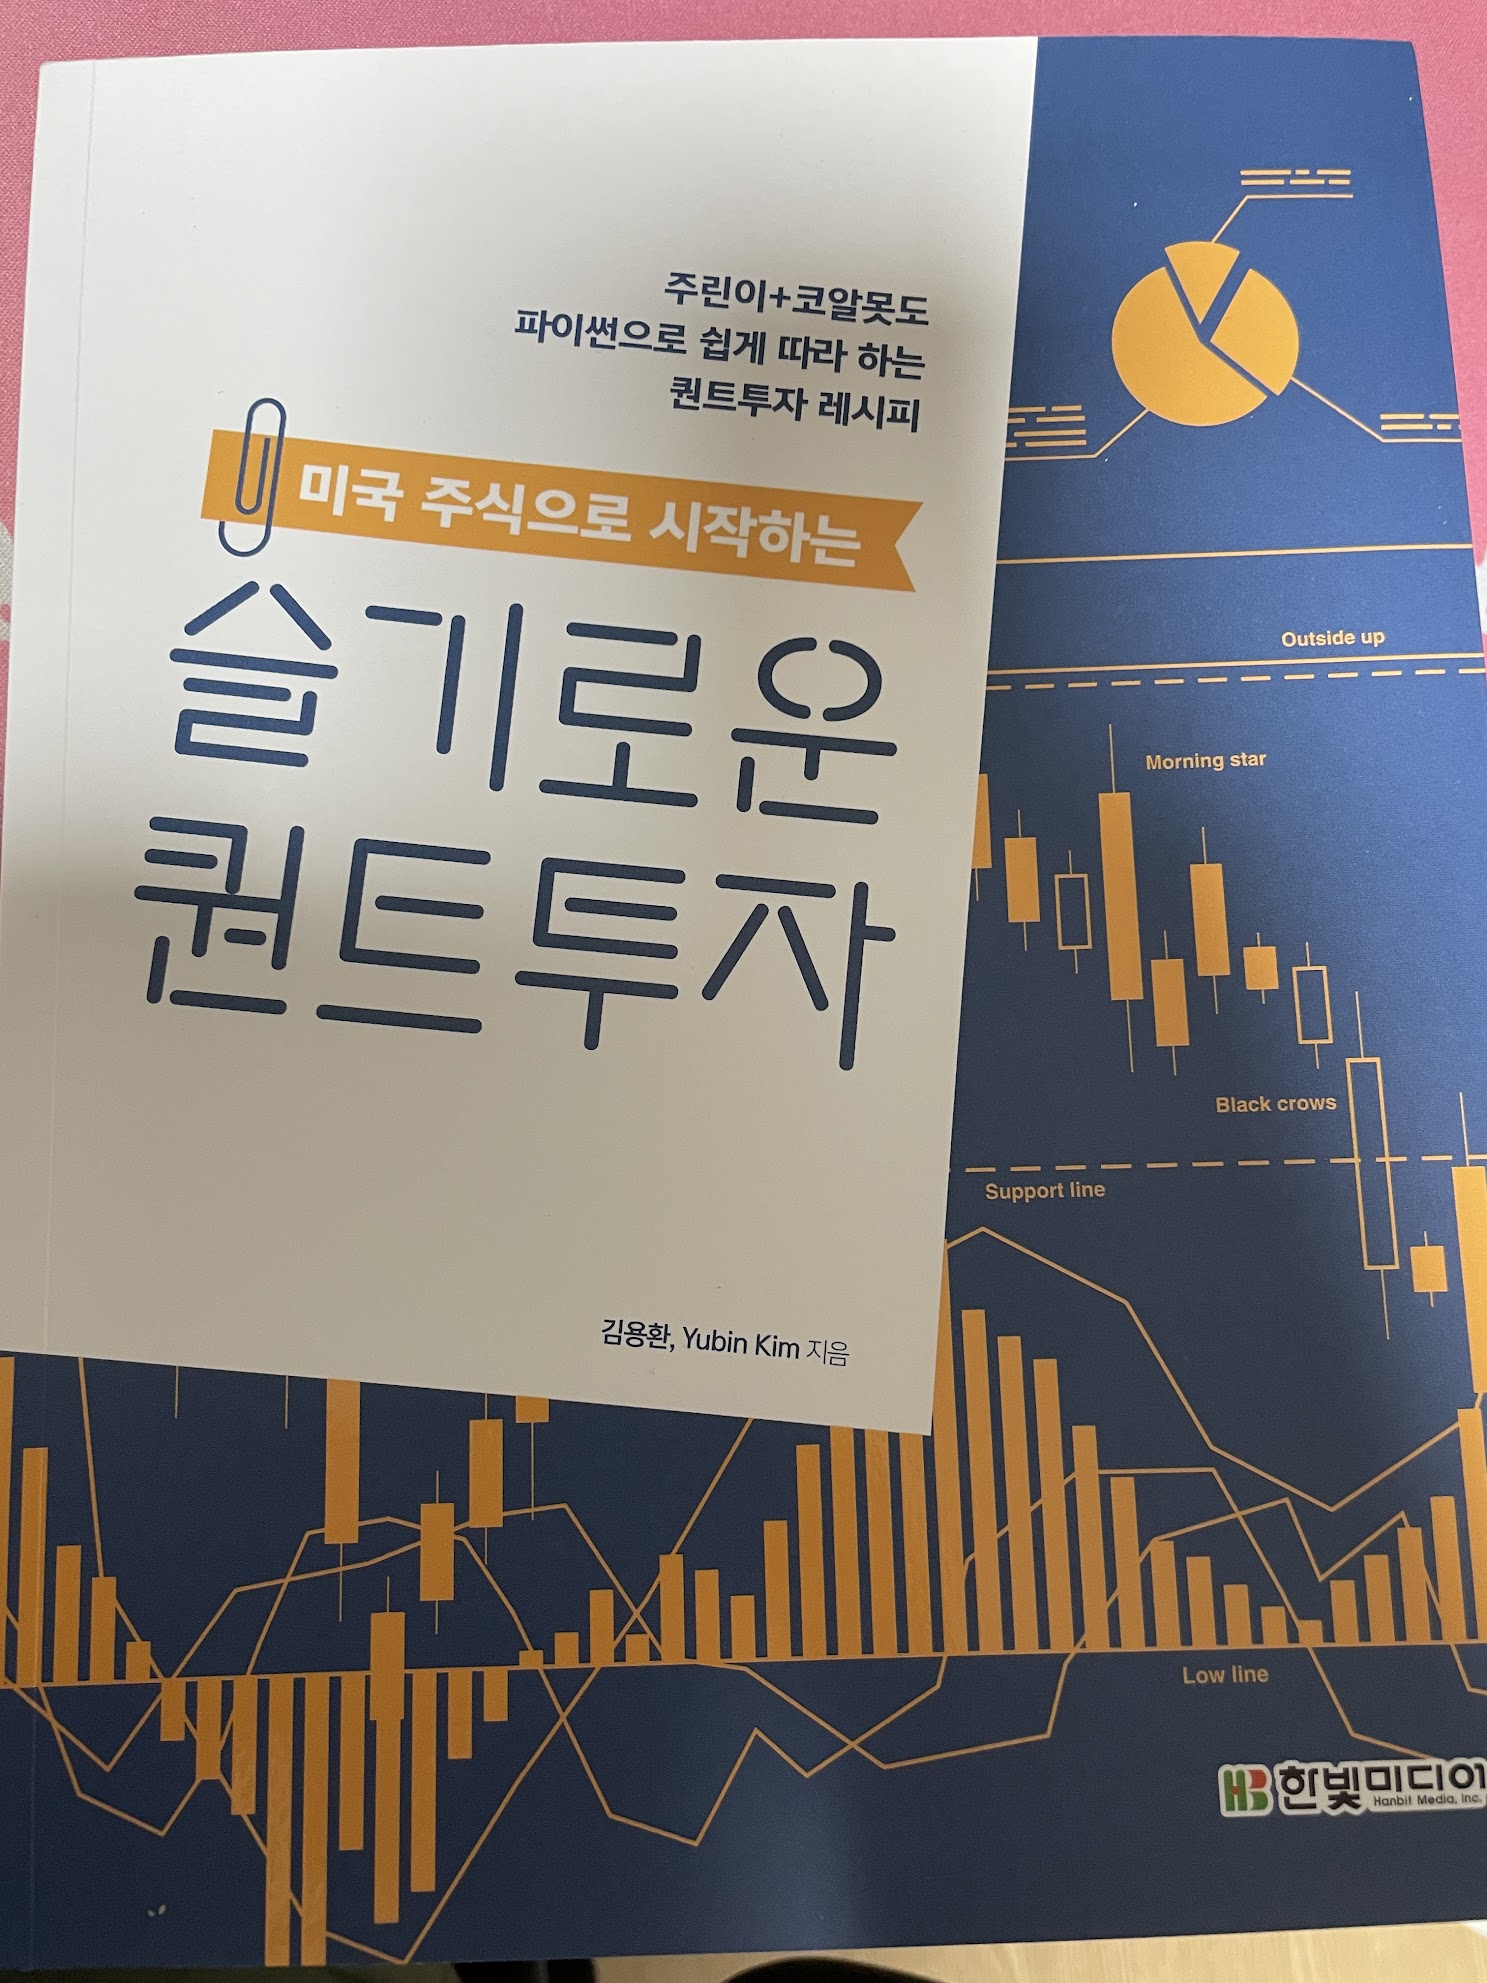 주린이+코알못도
파이썬으로 쉽게 따라 하는
퀀트투자 레시피
미국 주식으로 시작하는
슬기로운
퀀트투자
김용환, Yubin Kim 지음
Outside up
Morning star
Black crows
Support line
Low line
HB 한빛미디어
Hanbit Media, Inc.